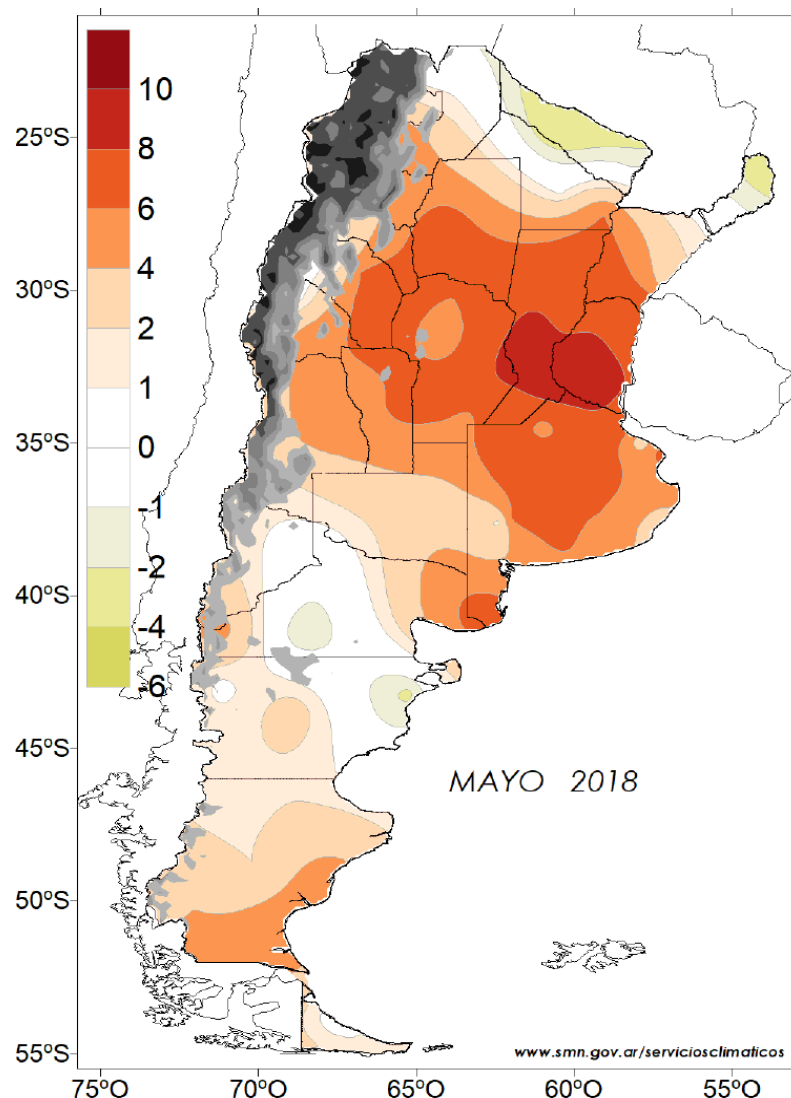 10
8
6
4
2
1
0
-1
-2
-4
-6
25ºS
30ºS
35ºS
40ºS
45ºS
50ºS
55ºS
MAYO 2018
www.smn.gov.ar/serviciosclimaticos
75ºO
70ºO
65ºO
60ºO
55ºO